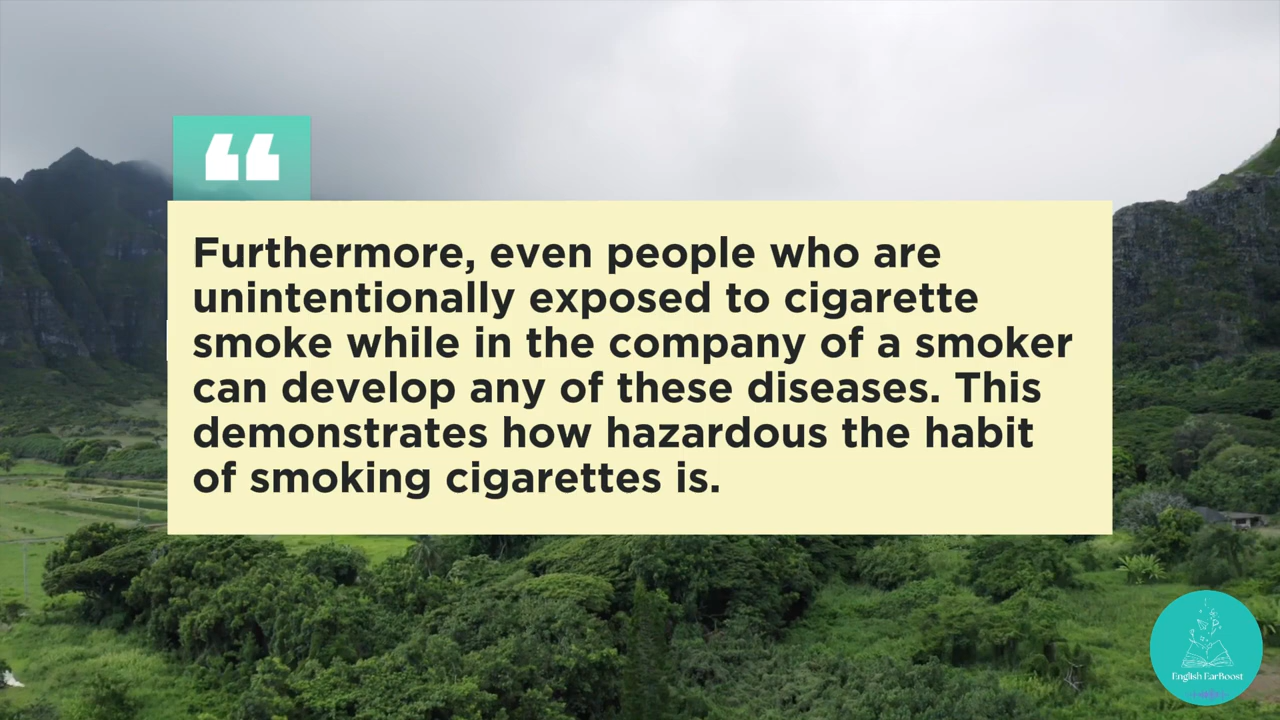 “
Furthermore, even people who are
unintentionally exposed to cigarette
smoke while in the company of a smoker
can develop any of these diseases. This
demonstrates how hazardous the habit
of smoking cigarettes is.
English EarBoost